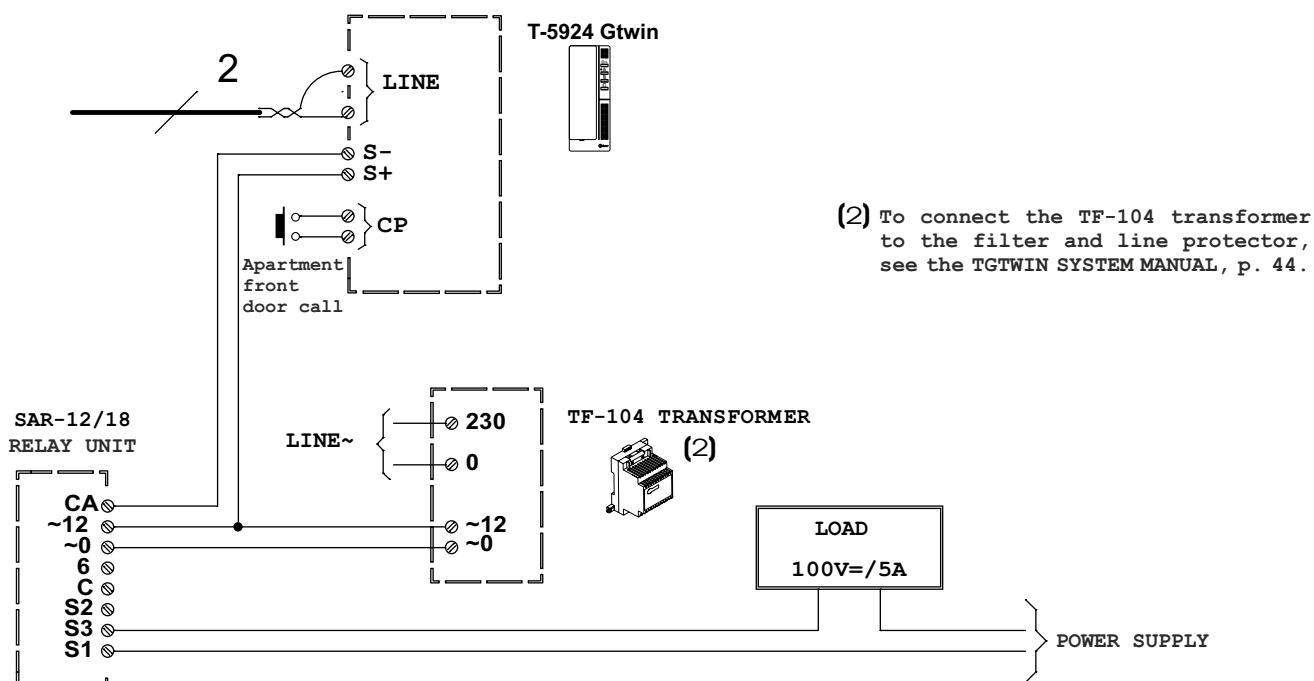 T-5924 Gtwin
2
LINE
S-
S+
CP
Apartment
front
door call
(2) To connect the TF-104 transformer
to the filter and line protector,
see the TGTWIN SYSTEM MANUAL, p. 44.
SAR-12/18
RELAY UNIT
LINE~
230
0
~12
~0
TF-104 TRANSFORMER
(2)
CA
~12
~0
6
C
S2
S3
S1
LOAD
100V=/5A
POWER SUPPLY